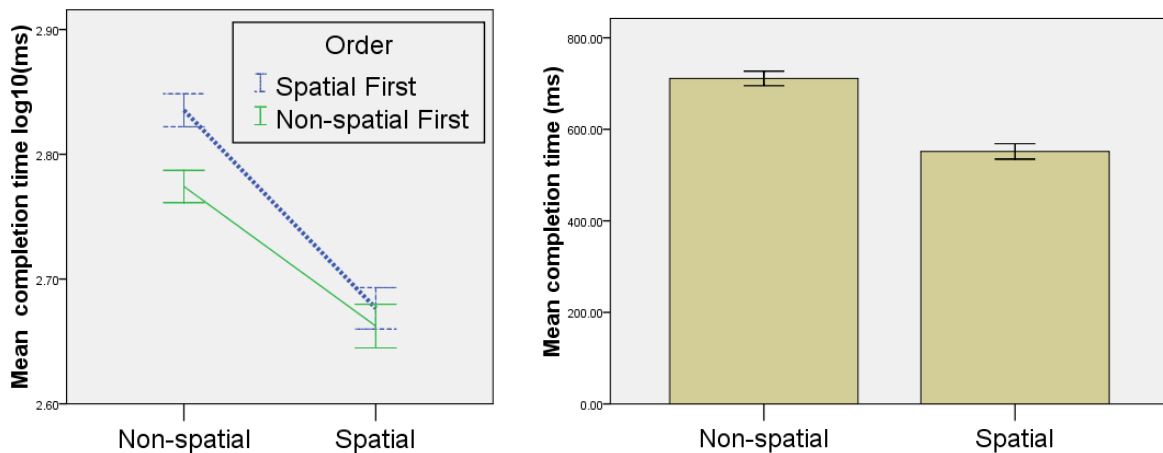 Mean completion time log10(ms)
2.90
2.80
2.70
2.60
Order
Spatial First
Non-spatial First
Non-spatial
Spatial
Mean completion time (ms)
800.00
600.00
400.00
200.00
0.00
Non-spatial
Spatial